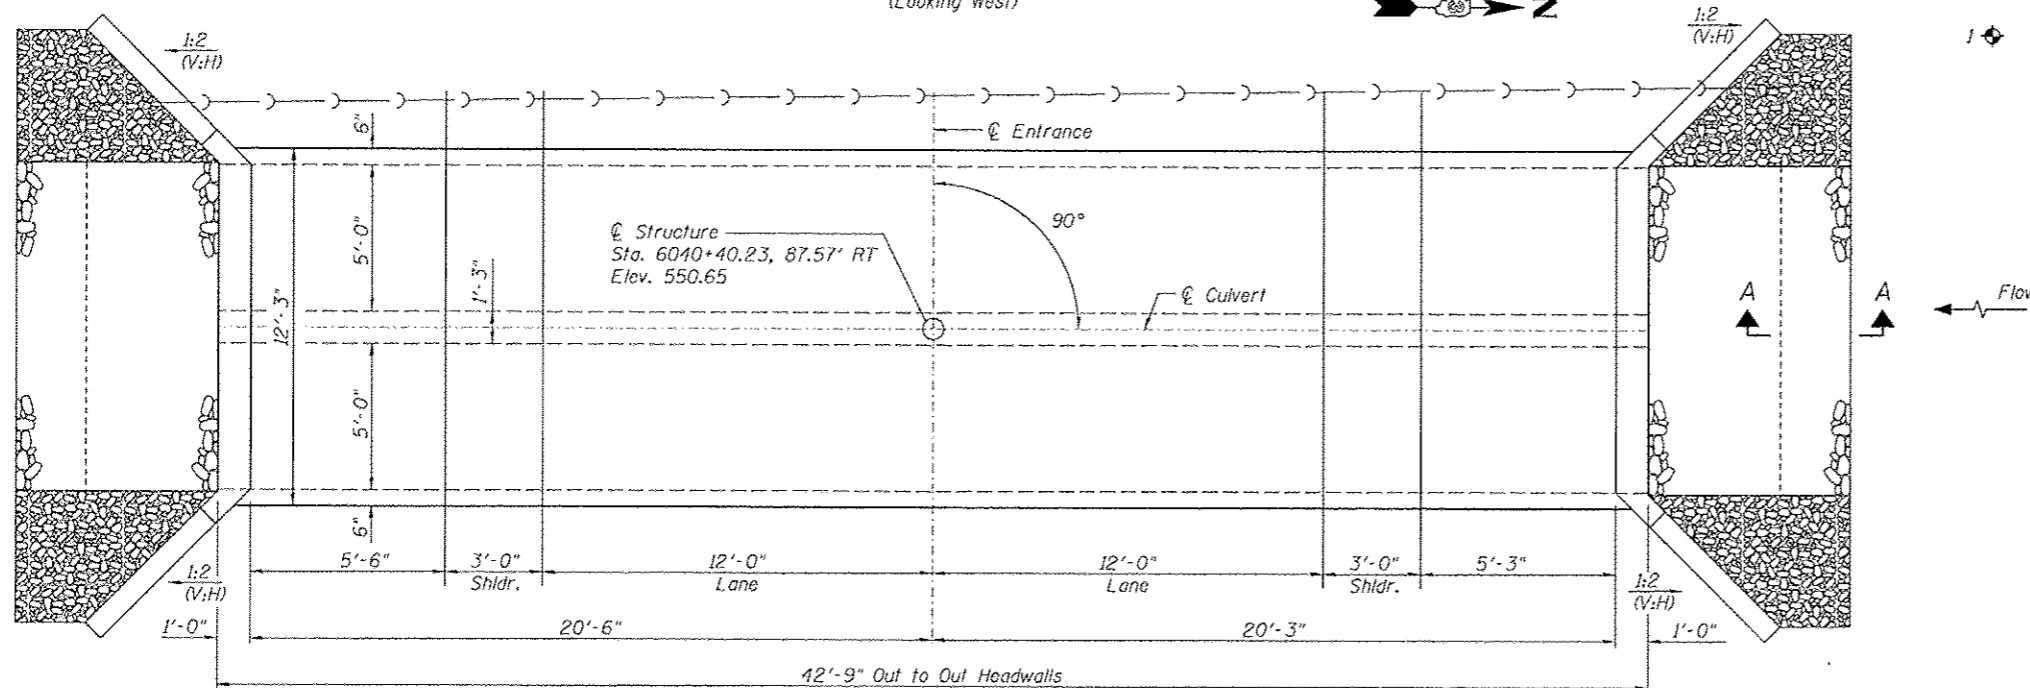 (Looking West)
N
1:2
(V:H)
1:2
(V:H)
1
6"
℄ Entrance
5'-0"
90°
℄ Structure
Sta. 6040+40.23, 87.57' RT
Elev. 550.65
1'-3"
℄ Culvert
12'-3"
A
A
Flow
5'-0"
6"
5'-6"
3'-0"
Shldr.
12'-0"
Lane
12'-0"
Lane
3'-0"
Shldr.
5'-3"
1:2
(V:H)
1:2
(V:H)
1'-0"
20'-6"
20'-3"
1'-0"
42'-9" Out to Out Headwalls